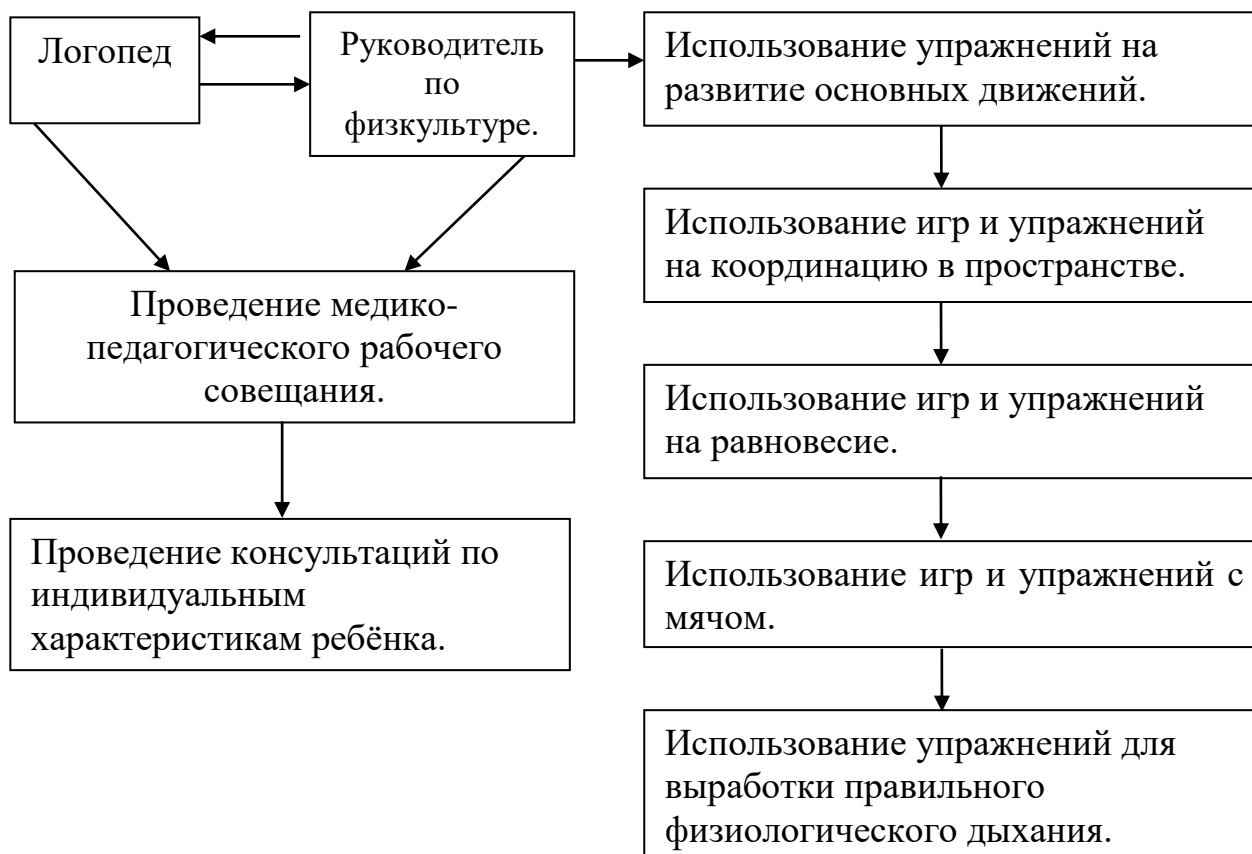 Логопед
Руководитель
по
физкультуре.
Использование упражнений на
развитие основных движений.
Использование игр и упражнений
на координацию в пространстве.
Проведение медико-
педагогического рабочего
совещания.
Использование игр и упражнений
на равновесие.
Проведение консультаций по
индивидуальным
характеристикам ребёнка.
Использование игр и упражнений с
мячом.
Использование упражнений для
выработки правильного
физиологического дыхания.